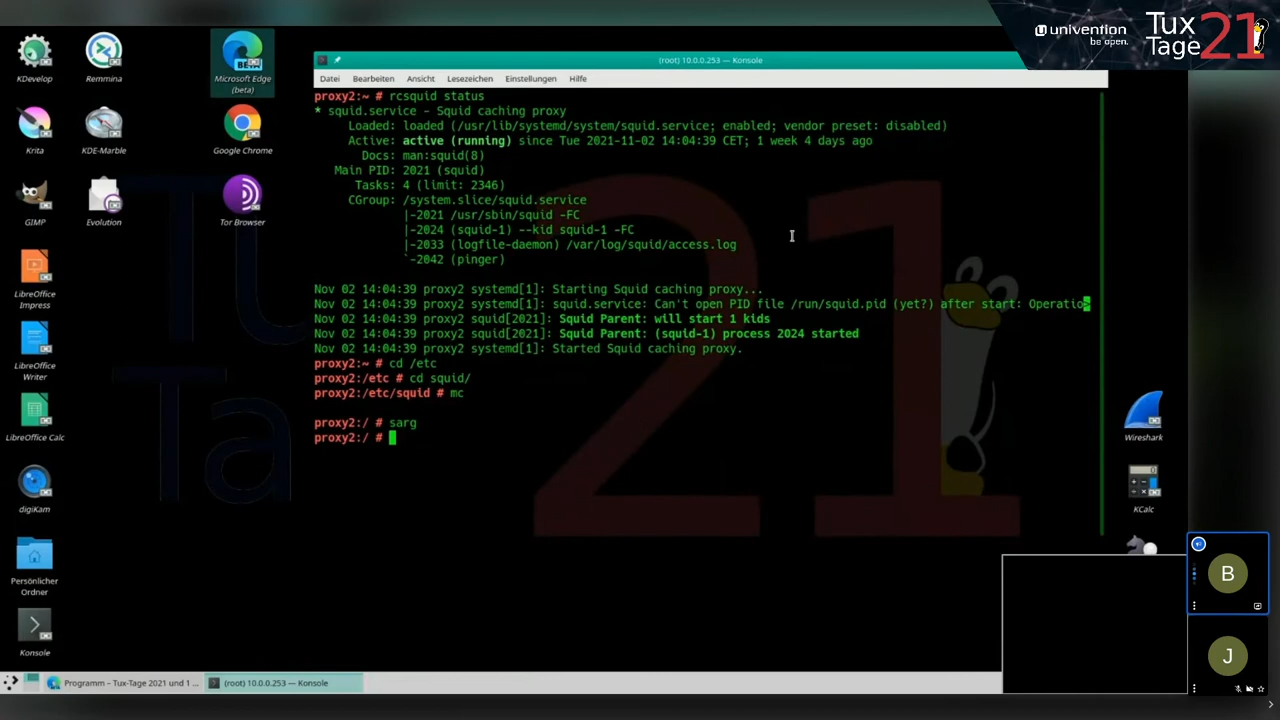 univention
be open.
Tux
Tage 21
KDevelop
Remmina
Microsoft Edge
(beta)
Krita
KDE-Marble
Google Chrome
GIMP
Evolution
Tor Browser
LibreOffice
Impress
LibreOffice
Writer
LibreOffice Calc
digiKam
Persönlicher
Ordner
Konsole
(root) 10.0.0.253 — Konsole
Datei Bearbeiten Ansicht Lesezeichen Einstellungen Hilfe
proxy2:~ # rcsquid status
* squid.service - Squid caching proxy
Loaded: loaded (/usr/lib/systemd/system/squid.service; enabled; vendor preset: disabled)
Active: active (running) since Tue 2021-11-02 14:04:39 CET; 1 week 4 days ago
Docs: man:squid(8)
Main PID: 2021 (squid)
Tasks: 4 (limit: 2346)
CGroup: /system.slice/squid.service
|-2021 /usr/sbin/squid -FC
|-2024 (squid-1) --kid squid-1 -FC
|-2033 (logfile-daemon) /var/log/squid/access.log
`-2042 (pinger)
Nov 02 14:04:39 proxy2 systemd[1]: Starting Squid caching proxy...
Nov 02 14:04:39 proxy2 systemd[1]: squid.service: Can't open PID file /run/squid.pid (yet?) after start: Operatio>
Nov 02 14:04:39 proxy2 squid[2021]: Squid Parent: will start 1 kids
Nov 02 14:04:39 proxy2 squid[2021]: Squid Parent: (squid-1) process 2024 started
Nov 02 14:04:39 proxy2 systemd[1]: Started Squid caching proxy.
proxy2:~ # cd /etc
proxy2:/etc # cd squid/
proxy2:/etc/squid # mc
proxy2:/ # sarg
proxy2:/ #
Wireshark
KCalc
B
J
Programm – Tux-Tage 2021 und 1 ...
(root) 10.0.0.253 — Konsole